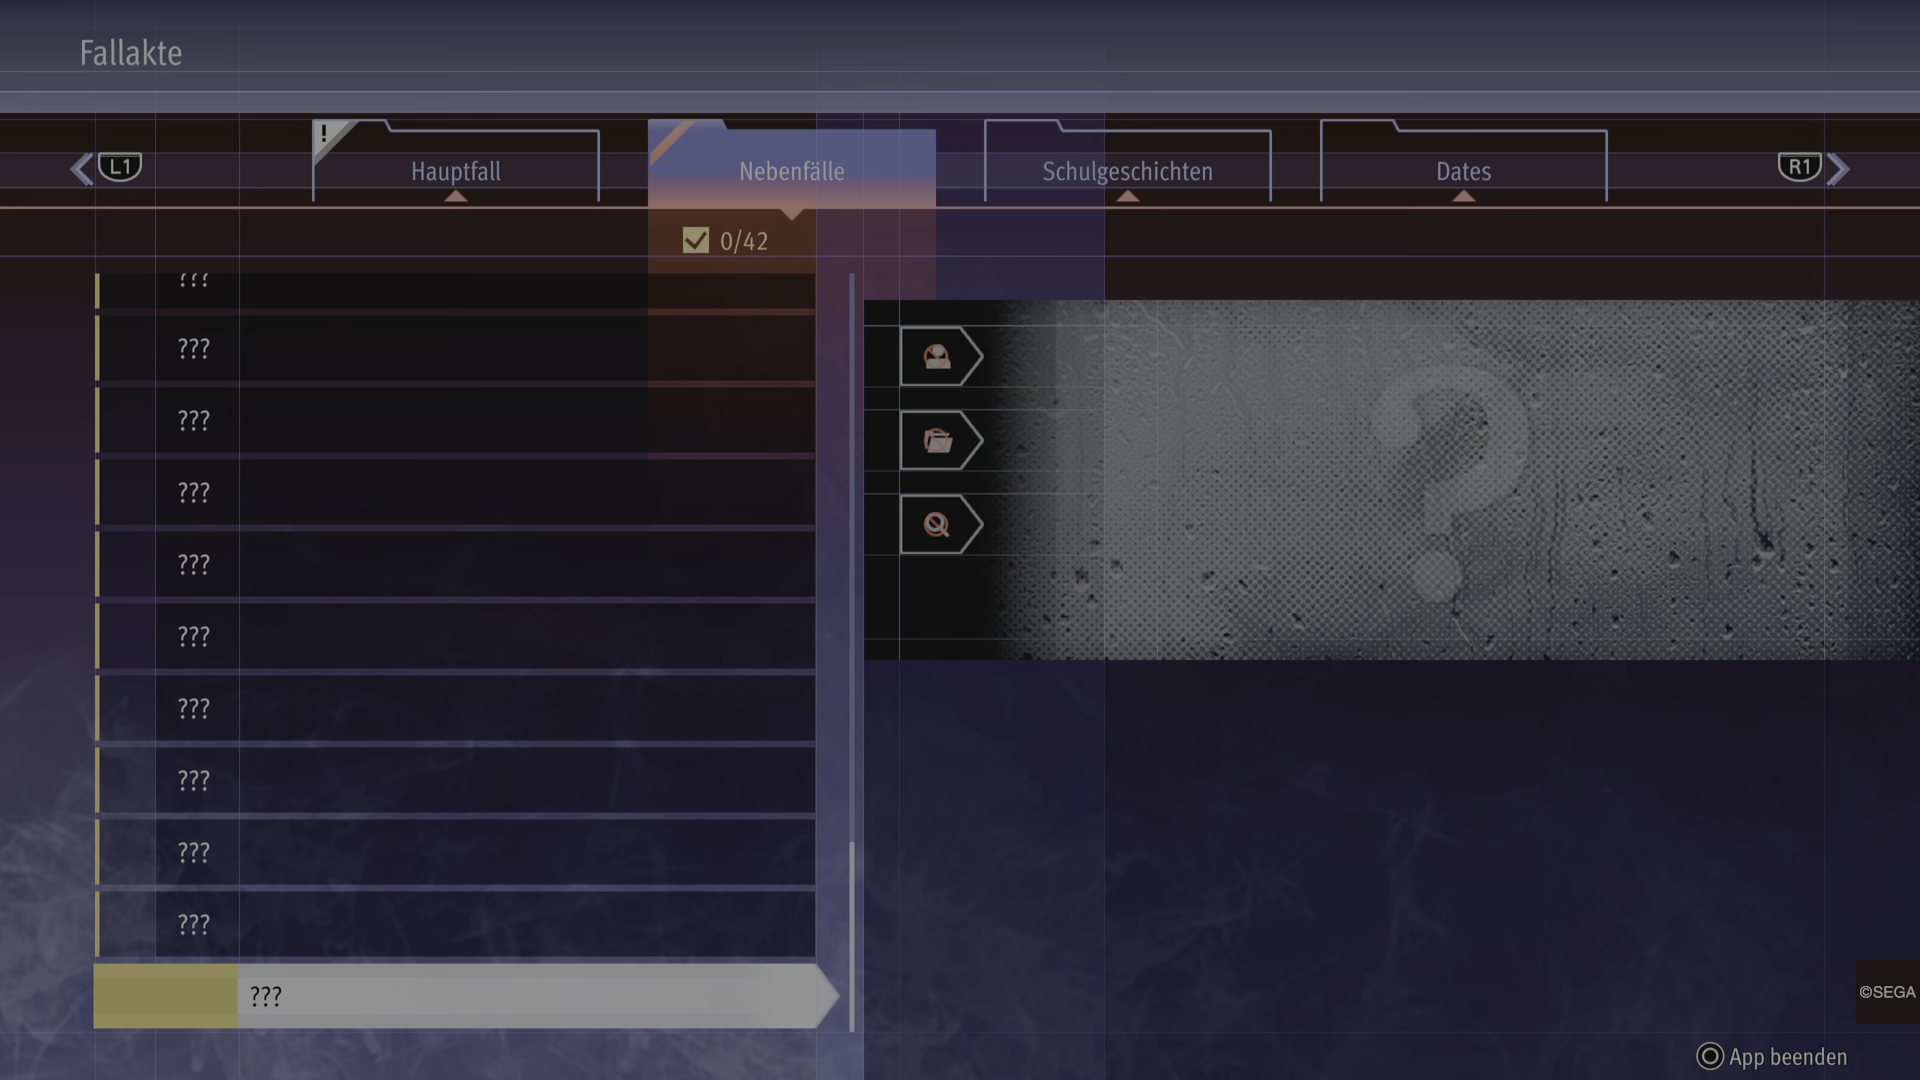 Fallakte
L1
!
Hauptfall
Nebenfälle
Schulgeschichten
Dates
R1
0/42
???
???
???
???
???
???
???
???
???
???
???
©SEGA
App beenden